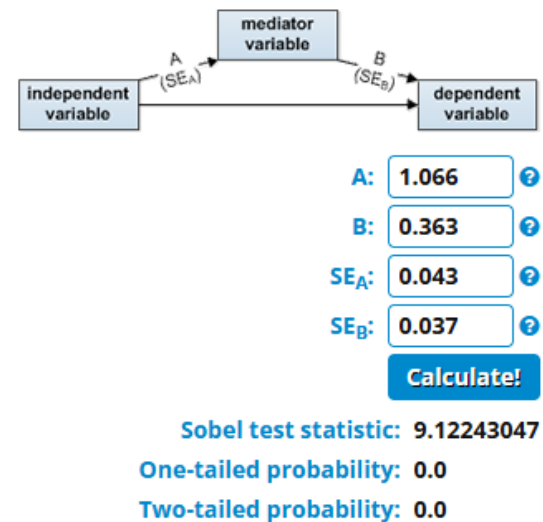 mediator
variable
A
(SEA)
B
(SEB)
independent
variable
dependent
variable
A: 1.066 ?
B: 0.363 ?
SEA: 0.043 ?
SEB: 0.037 ?
Calculate!
Sobel test statistic: 9.12243047
One-tailed probability: 0.0
Two-tailed probability: 0.0